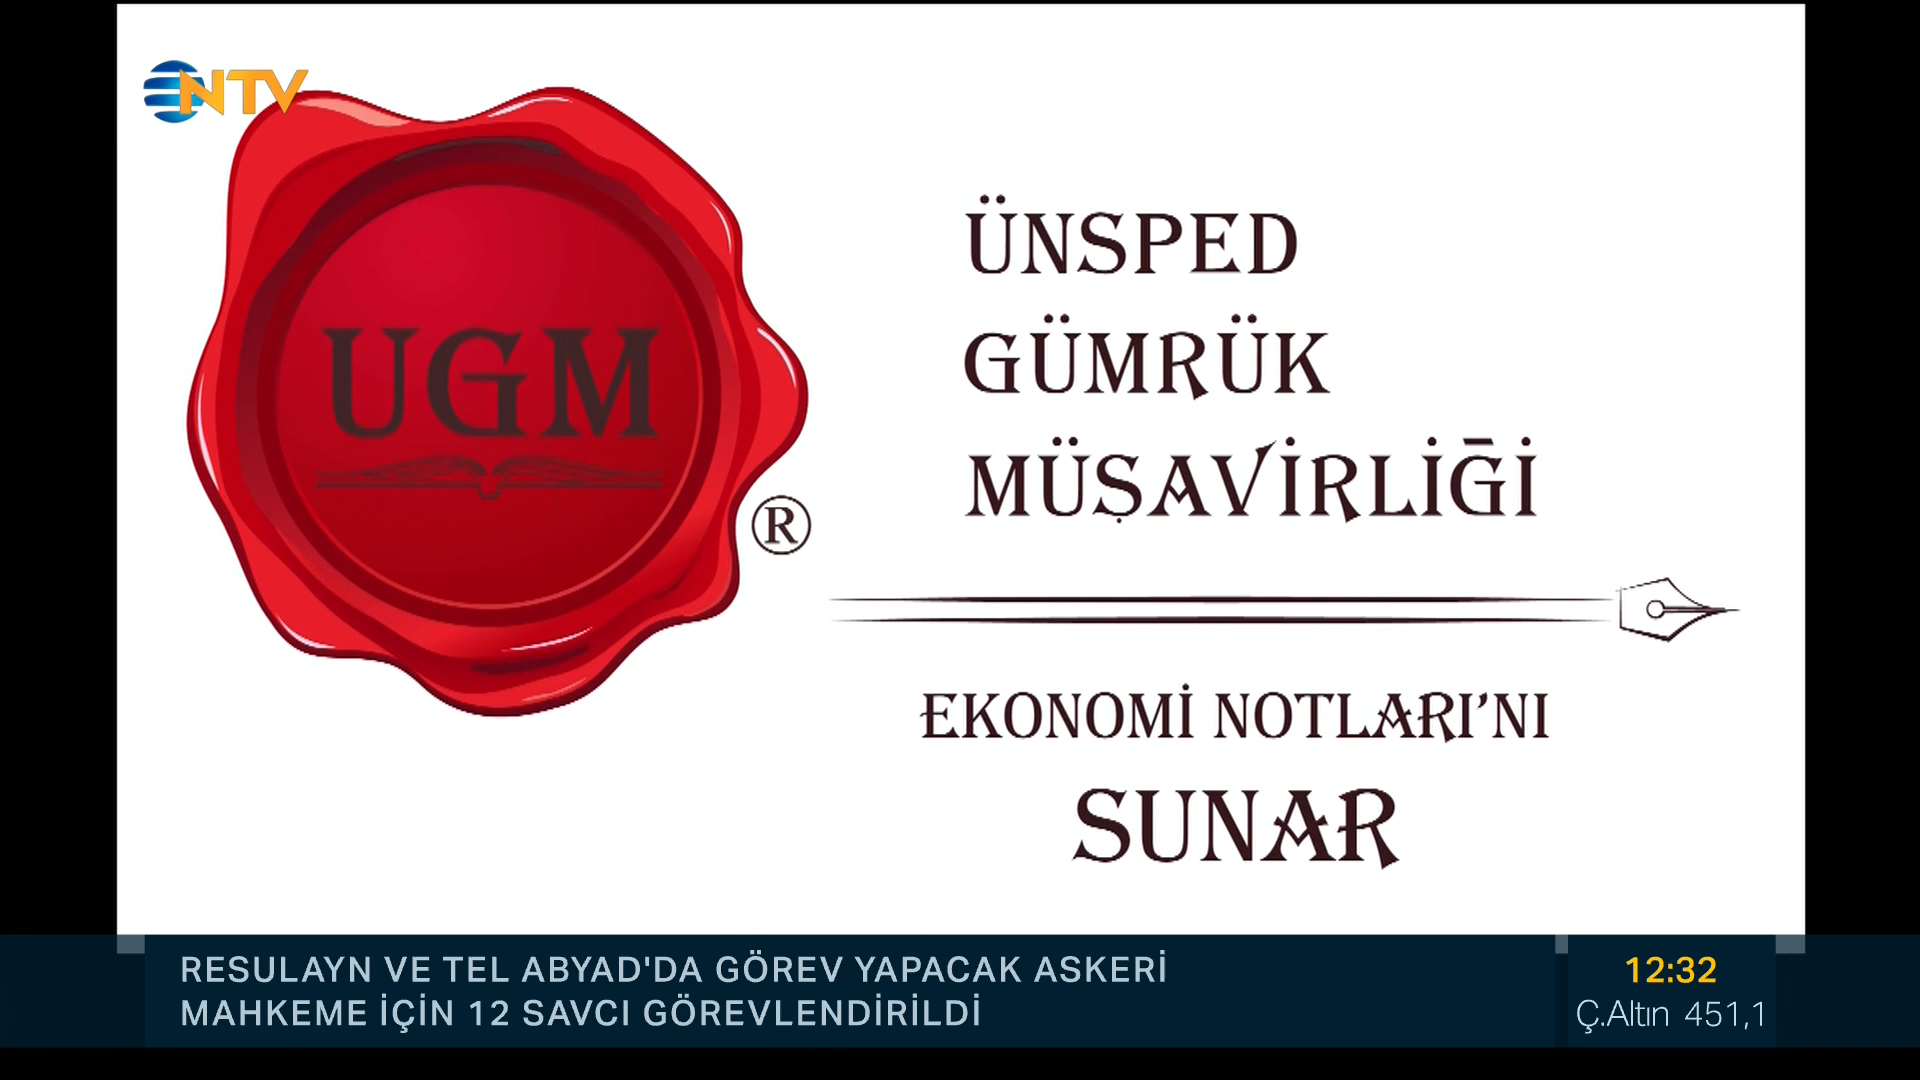 NTV
UGM
®
ÜNSPED
GÜMRÜK
MÜŞAVİRLİĞİ
EKONOMİ NOTLARI’NI
SUNAR
RESULAYN VE TEL ABYAD'DA GÖREV YAPACAK ASKERİ
MAHKEME İÇİN 12 SAVCI GÖREVLENDİRİLDİ
12:32
Ç.Altın 451,1